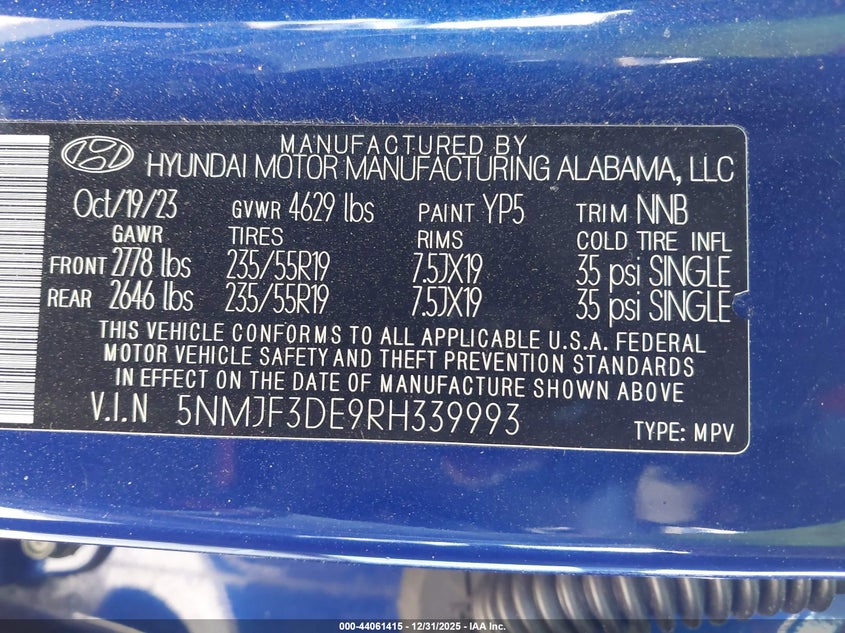 MANUFACTURED BY
HYUNDAI MOTOR MANUFACTURING ALABAMA, LLC
Oct/19/23 GVWR 4629 lbs PAINT YP5 TRIM NNB
GAWR TIRES RIMS COLD TIRE INFL
FRONT 2778 lbs 235/55R19 7.5JX19 35 psi SINGLE
REAR 2646 lbs 235/55R19 7.5JX19 35 psi SINGLE
THIS VEHICLE CONFORMS TO ALL APPLICABLE U.S.A. FEDERAL
MOTOR VEHICLE SAFETY AND THEFT PREVENTION STANDARDS
IN EFFECT ON THE DATE OF MANUFACTURE SHOWN ABOVE
V.I.N 5NMJF3DE9RH339993 TYPE: MPV
000-44061415 - 12/31/2025 - IAA Inc.